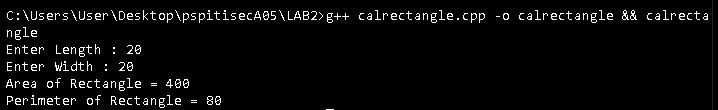 C:\Users\User\Desktop\pspitisecA05\LAB2>g++ calrectangle.cpp -o calrectangle && calrecta
ngle
Enter Length : 20
Enter Width : 20
Area of Rectangle = 400
Perimeter of Rectangle = 80